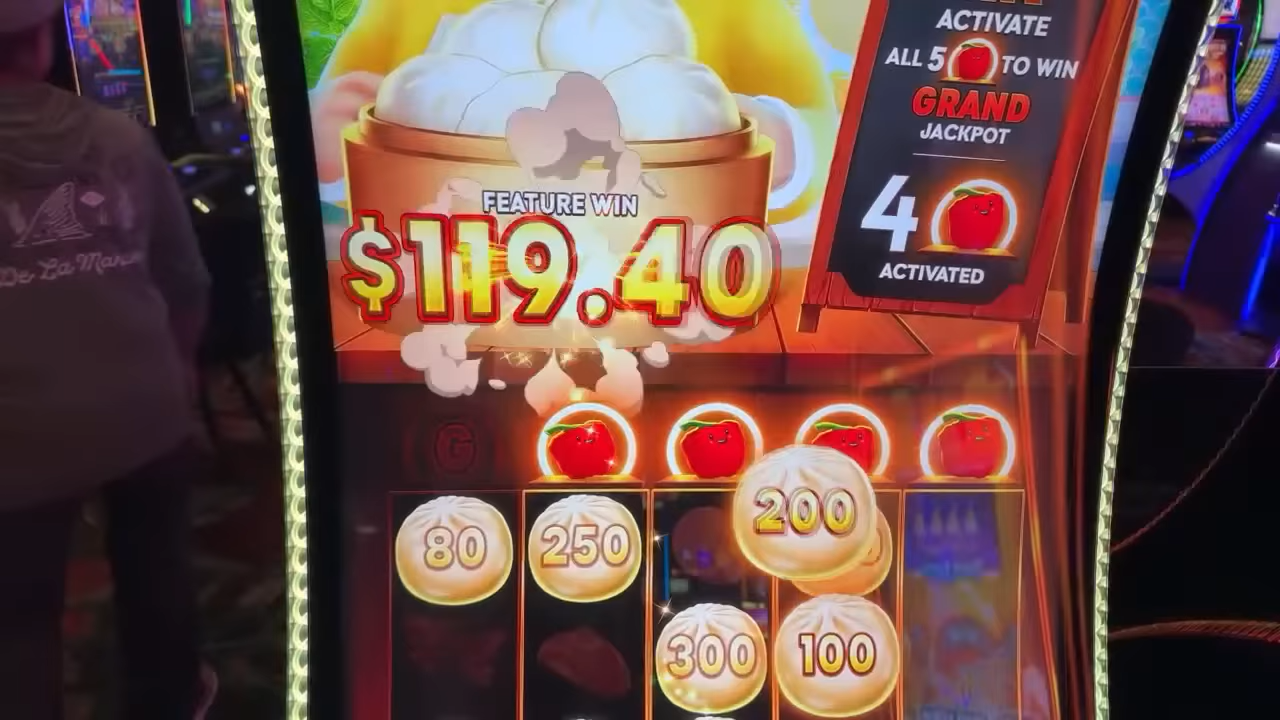 ACTIVATE
ALL 5 TO WIN
GRAND
JACKPOT
4
ACTIVATED
FEATURE WIN
$119.40
G
80
250
200
300
100
De La Mar